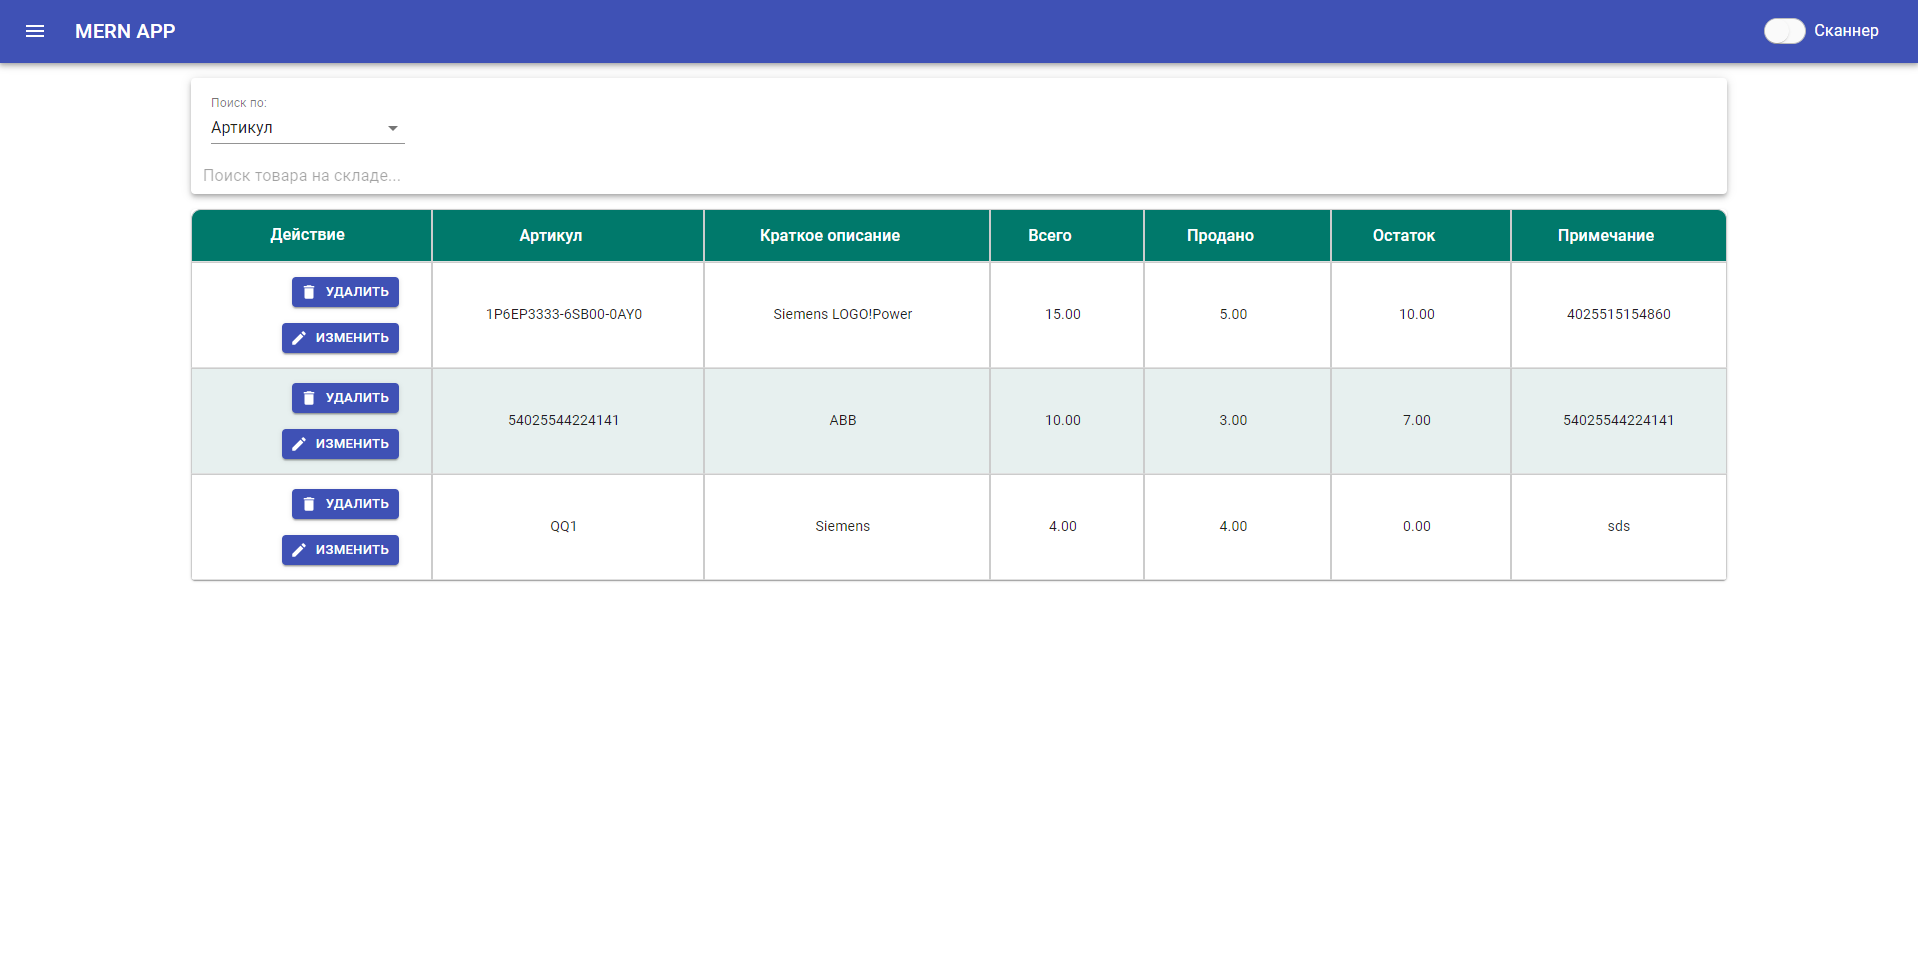 MERN APP
Сканнер
Поиск по:
Артикул
Поиск товара на складе...
Действие Артикул Краткое описание Всего Продано Остаток Примечание
УДАЛИТЬ
ИЗМЕНИТЬ
1P6EP3333-6SB00-0AY0 Siemens LOGO!Power 15.00 5.00 10.00 4025515154860
УДАЛИТЬ
ИЗМЕНИТЬ
54025544224141 ABB 10.00 3.00 7.00 54025544224141
УДАЛИТЬ
ИЗМЕНИТЬ
QQ1 Siemens 4.00 4.00 0.00 sds